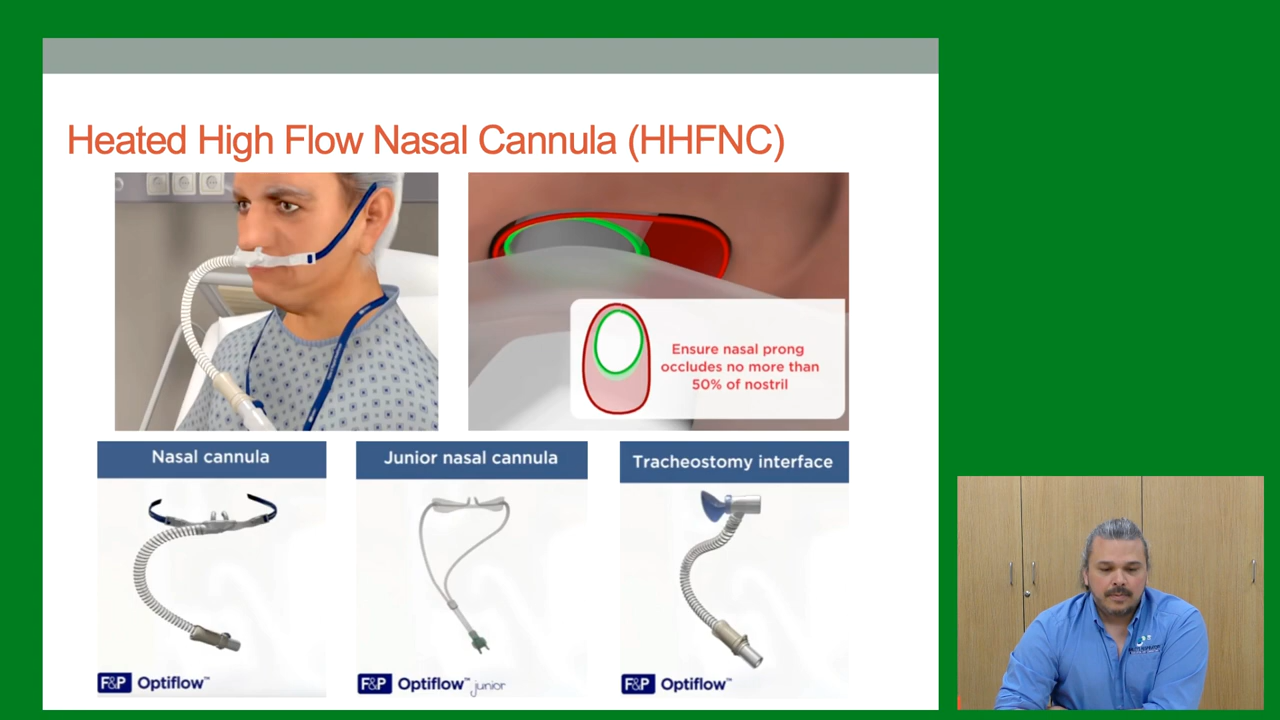 Heated High Flow Nasal Cannula (HHFNC)
Ensure nasal prong
occludes no more than
50% of nostril
Nasal cannula
Junior nasal cannula
Tracheostomy interface
F&P Optiflow™
F&P Optiflow™ junior
F&P Optiflow™